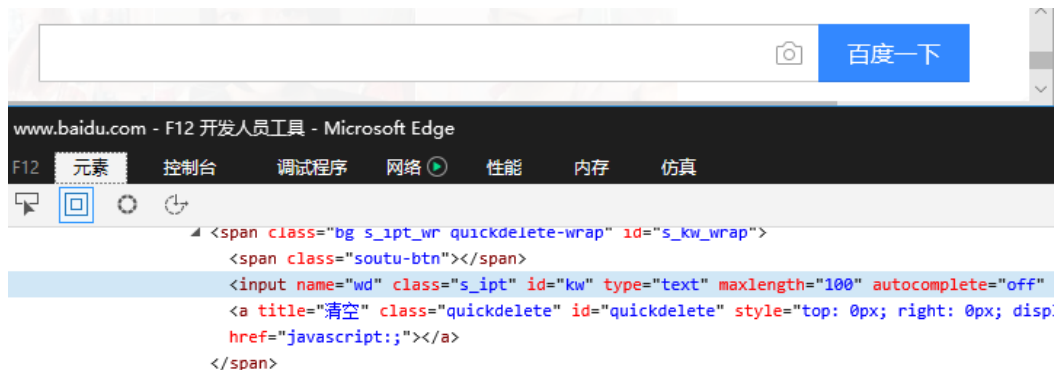 百度一下
www.baidu.com - F12 开发人员工具 - Microsoft Edge
F12 元素 控制台 调试程序 网络 性能 内存 仿真
<span class="bg s_ipt_wr quickdelete-wrap" id="s_kw_wrap">
<span class="soutu-btn"></span>
<input name="wd" class="s_ipt" id="kw" type="text" maxlength="100" autocomplete="off"
<a title="清空" class="quickdelete" id="quickdelete" style="top: 0px; right: 0px; displ
href="javascript:;"></a>
</span>